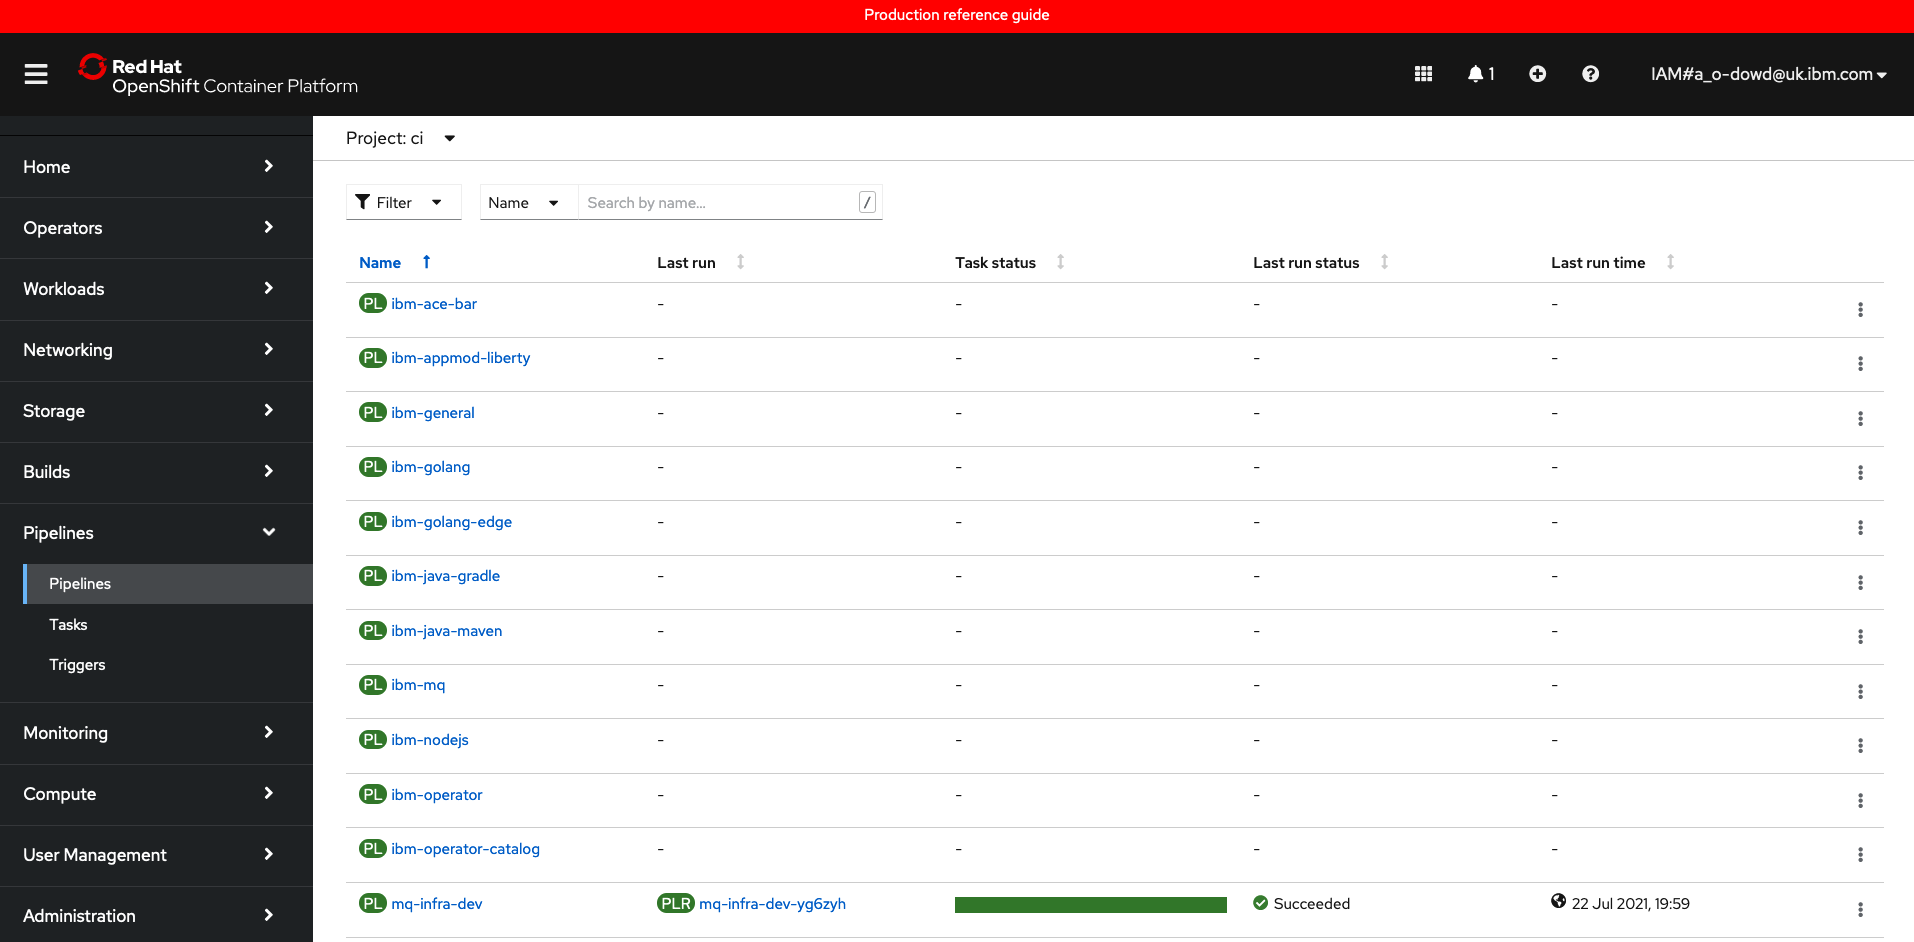 Production reference guide
Red Hat
OpenShift Container Platform
1
IAM#a_o-dowd@uk.ibm.com
Home
Operators
Workloads
Networking
Storage
Builds
Pipelines
Pipelines
Tasks
Triggers
Monitoring
Compute
User Management
Administration
Project: ci
Filter Name Search by name... /
Name Last run Task status Last run status Last run time
PL ibm-ace-bar - - - -
PL ibm-appmod-liberty - - - -
PL ibm-general - - - -
PL ibm-golang - - - -
PL ibm-golang-edge - - - -
PL ibm-java-gradle - - - -
PL ibm-java-maven - - - -
PL ibm-mq - - - -
PL ibm-nodejs - - - -
PL ibm-operator - - - -
PL ibm-operator-catalog - - - -
PL mq-infra-dev PLR mq-infra-dev-yg6zyh Succeeded 22 Jul 2021, 19:59